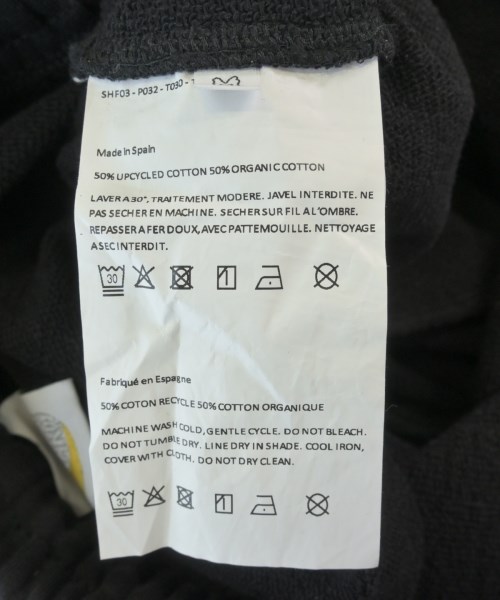 SHF03 - P032 - T030 -
Made in Spain
50% UPCYCLED COTTON 50% ORGANIC COTTON
LAVER A 30°, TRAITEMENT MODERE. JAVEL INTERDITE. NE
PAS SECHER EN MACHINE. SECHER SUR FIL AL'OMBRE.
REPASSER A FER DOUX, AVEC PATTEMOUILLE. NETTOYAGE
A SEC INTERDIT.
30
Fabriqué en Espagne
50% COTON RECYCLE 50% COTTON ORGANIQUE
MACHINE WASH COLD, GENTLE CYCLE. DO NOT BLEACH.
DO NOT TUMBLE DRY. LINE DRY IN SHADE. COOL IRON,
COVER WITH CLOTH. DO NOT DRY CLEAN.
30